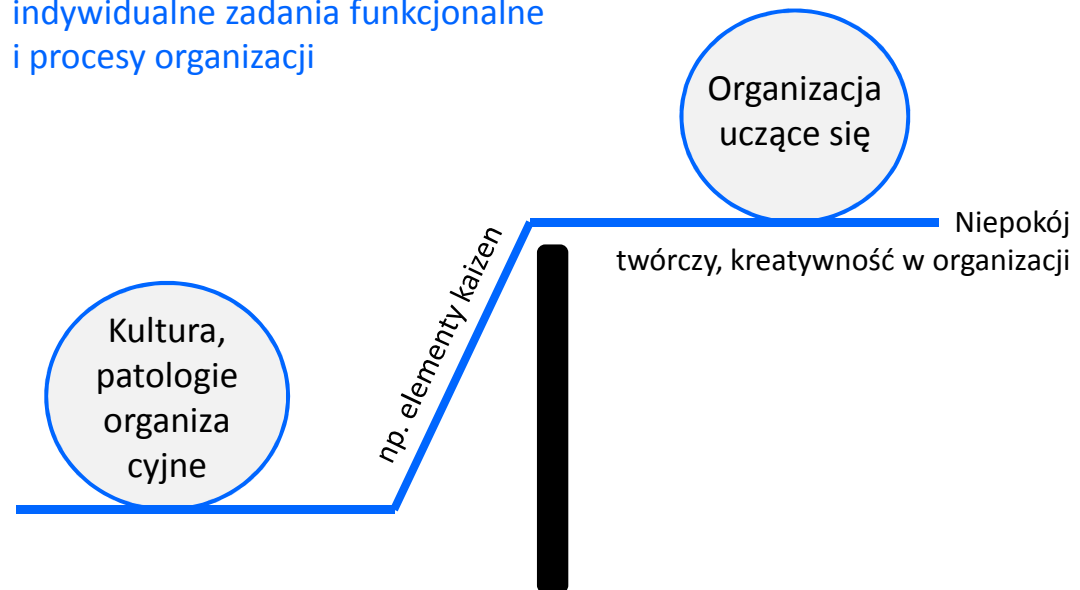 indywidualne zadania funkcjonalne
i procesy organizacji
Organizacja
uczące się
Niepokój
twórczy, kreatywność w organizacji
np. elementy kaizen
Kultura,
patologie
organiza
cyjne